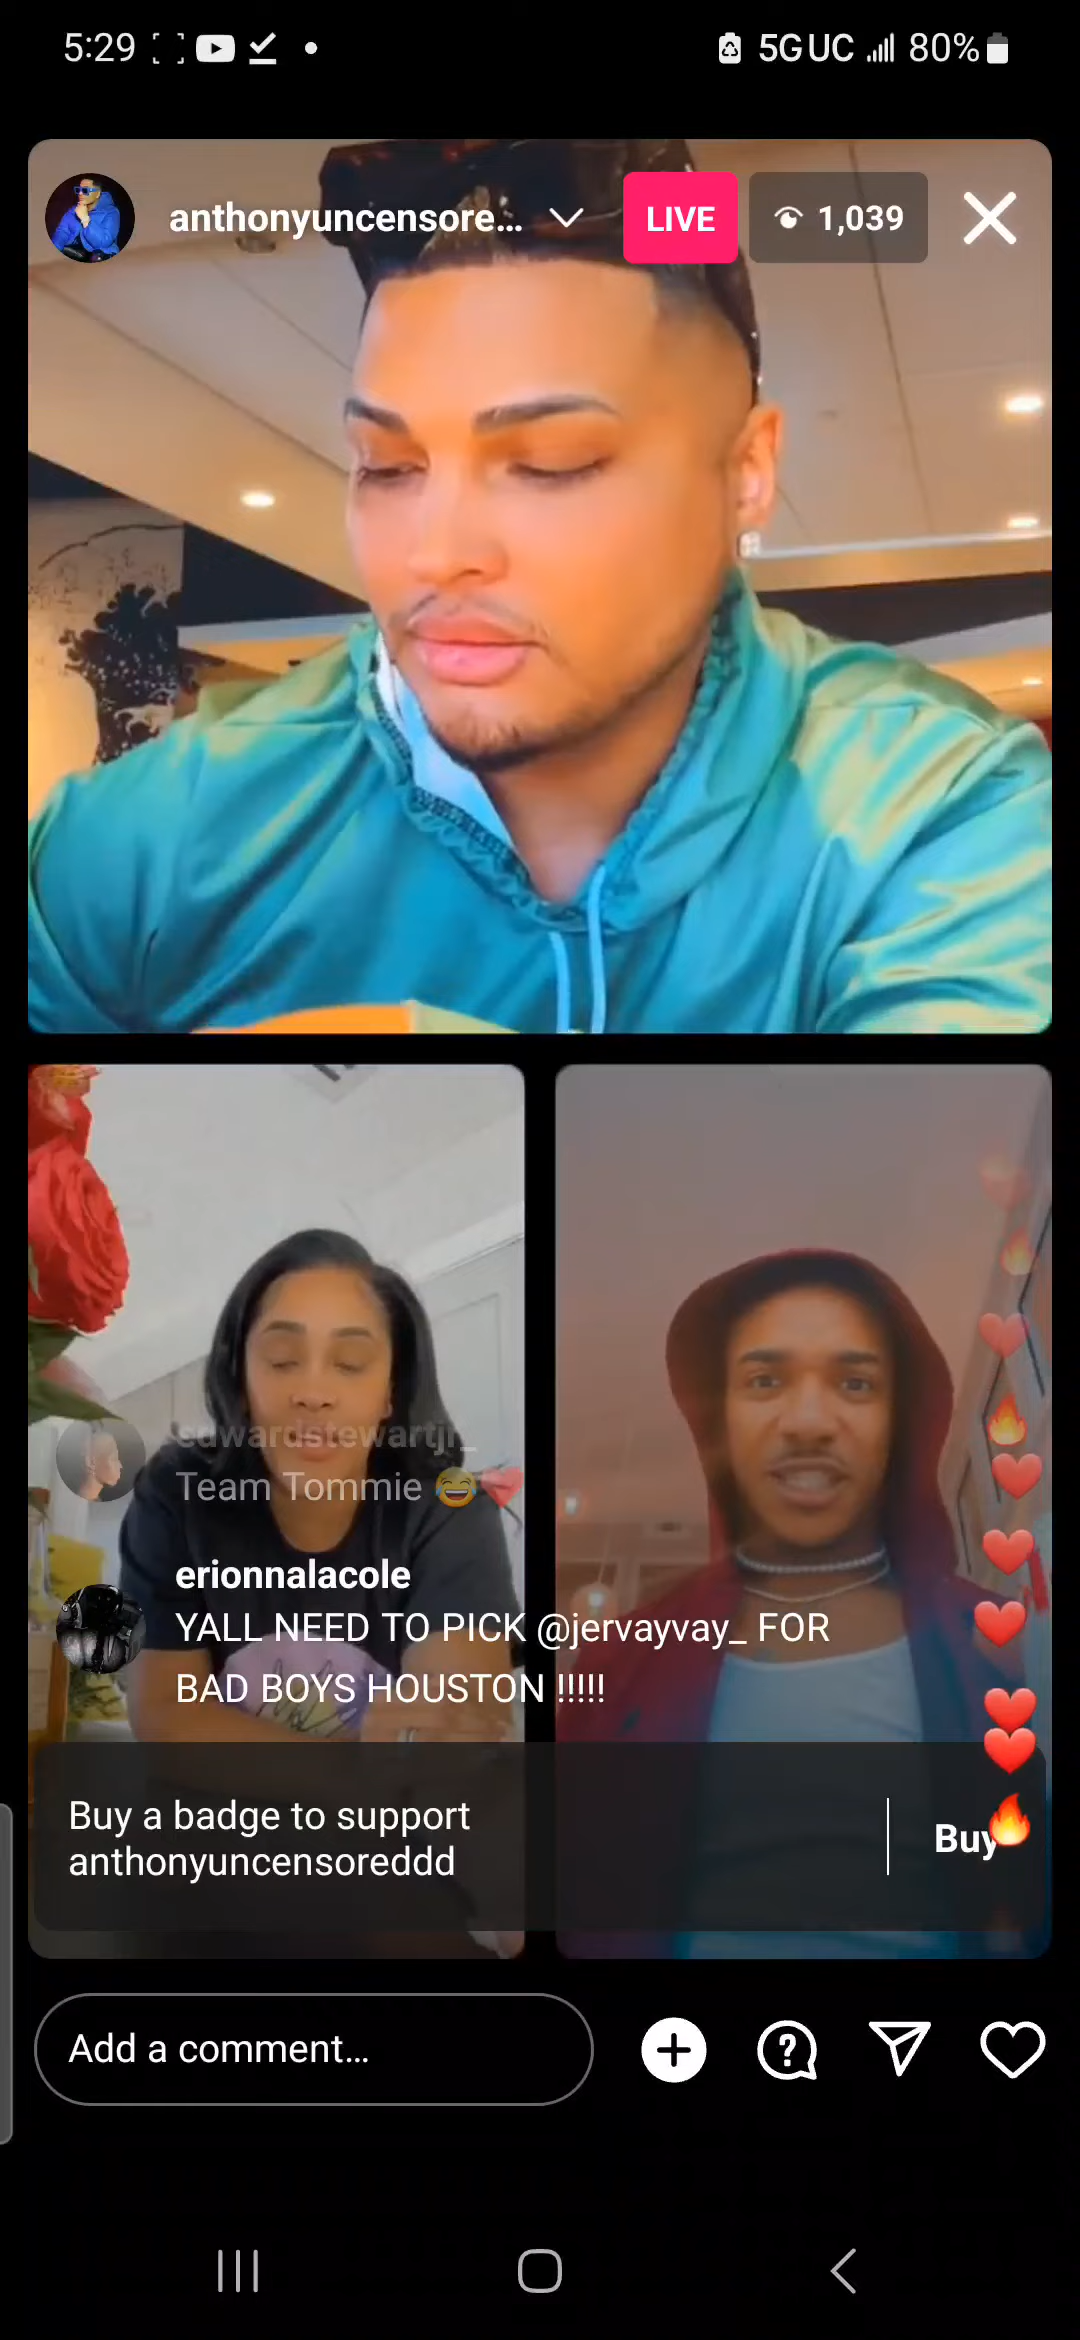 5:29
5G UC 80%
anthonyuncensore...
LIVE
1,039
edwardstewartjr_
Team Tommie 😂
erionnalacole
YALL NEED TO PICK @jervayvay_ FOR
BAD BOYS HOUSTON !!!!!
Buy a badge to support
anthonyuncensoreddd
Buy
Add a comment...